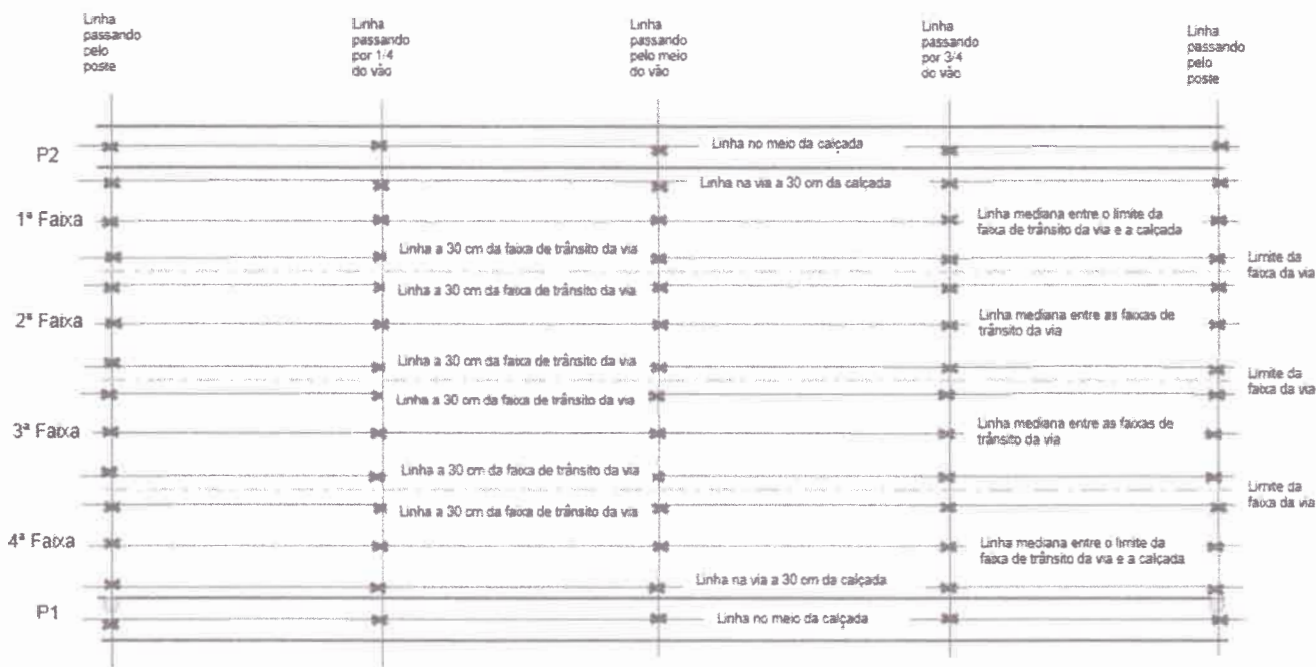 Linha
passando
pelo
poste
Linha
passando
por 1/4
do vão
Linha
passando
pelo meio
do vão
Linha
passando
por 3/4
do vão
Linha
passando
pelo
poste
P2
Linha no meio da calçada
Linha na via a 30 cm da calçada
1ª Faixa
Linha mediana entre o limite da
faixa de trânsito da via e a calçada
Linha a 30 cm da faixa de trânsito da via
Limite da
faixa da via
Linha a 30 cm da faixa de trânsito da via
2ª Faixa
Linha mediana entre as faixas de
trânsito da via
Linha a 30 cm da faixa de trânsito da via
Limite da
faixa da via
Linha a 30 cm da faixa de trânsito da via
3ª Faixa
Linha mediana entre as faixas de
trânsito da via
Linha a 30 cm da faixa de trânsito da via
Limite da
faixa da via
Linha a 30 cm da faixa de trânsito da via
4ª Faixa
Linha mediana entre o limite da
faixa de trânsito da via e a calçada
Linha na via a 30 cm da calçada
P1
Linha no meio da calçada